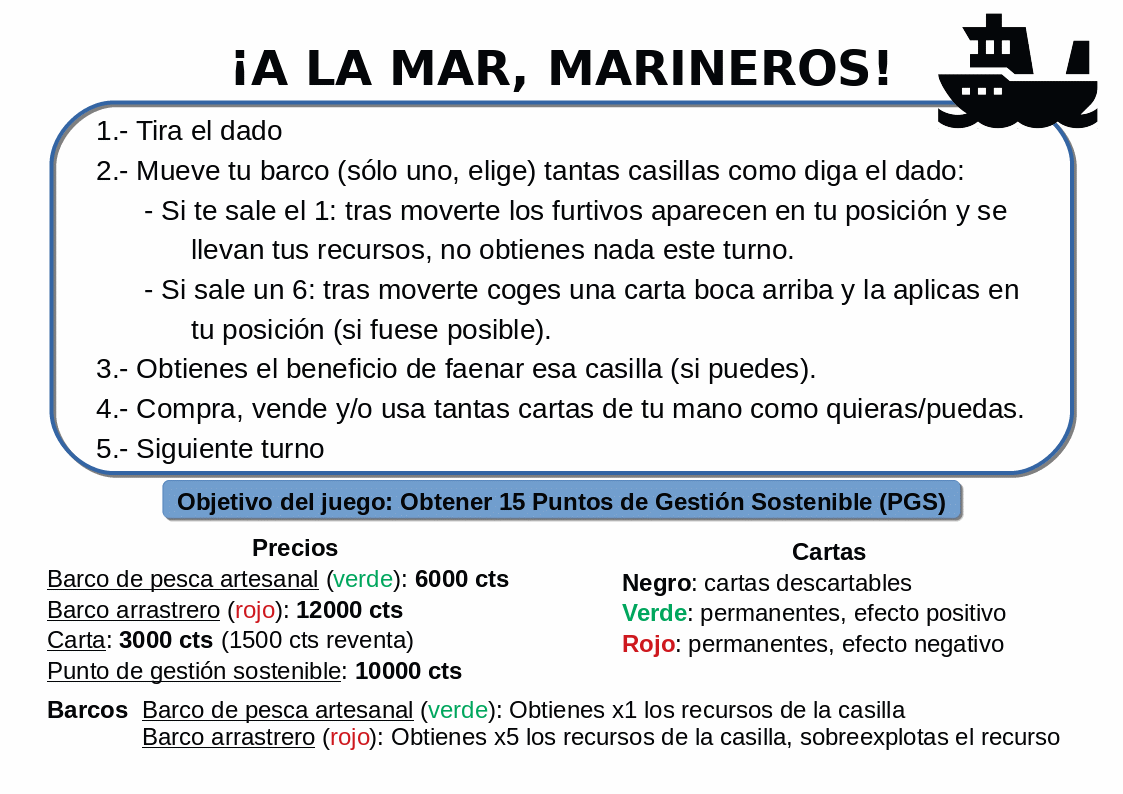 ¡A LA MAR, MARINEROS!
1.- Tira el dado
2.- Mueve tu barco (sólo uno, elige) tantas casillas como diga el dado:
- Si te sale el 1: tras moverte los furtivos aparecen en tu posición y se
llevan tus recursos, no obtienes nada este turno.
- Si sale un 6: tras moverte coges una carta boca arriba y la aplicas en
tu posición (si fuese posible).
3.- Obtienes el beneficio de faenar esa casilla (si puedes).
4.- Compra, vende y/o usa tantas cartas de tu mano como quieras/puedas.
5.- Siguiente turno
Objetivo del juego: Obtener 15 Puntos de Gestión Sostenible (PGS)
Precios
Barco de pesca artesanal (verde): 6000 cts
Barco arrastrero (rojo): 12000 cts
Carta: 3000 cts (1500 cts reventa)
Punto de gestión sostenible: 10000 cts
Cartas
Negro: cartas descartables
Verde: permanentes, efecto positivo
Rojo: permanentes, efecto negativo
Barcos Barco de pesca artesanal (verde): Obtienes x1 los recursos de la casilla
Barco arrastrero (rojo): Obtienes x5 los recursos de la casilla, sobreexplotas el recurso